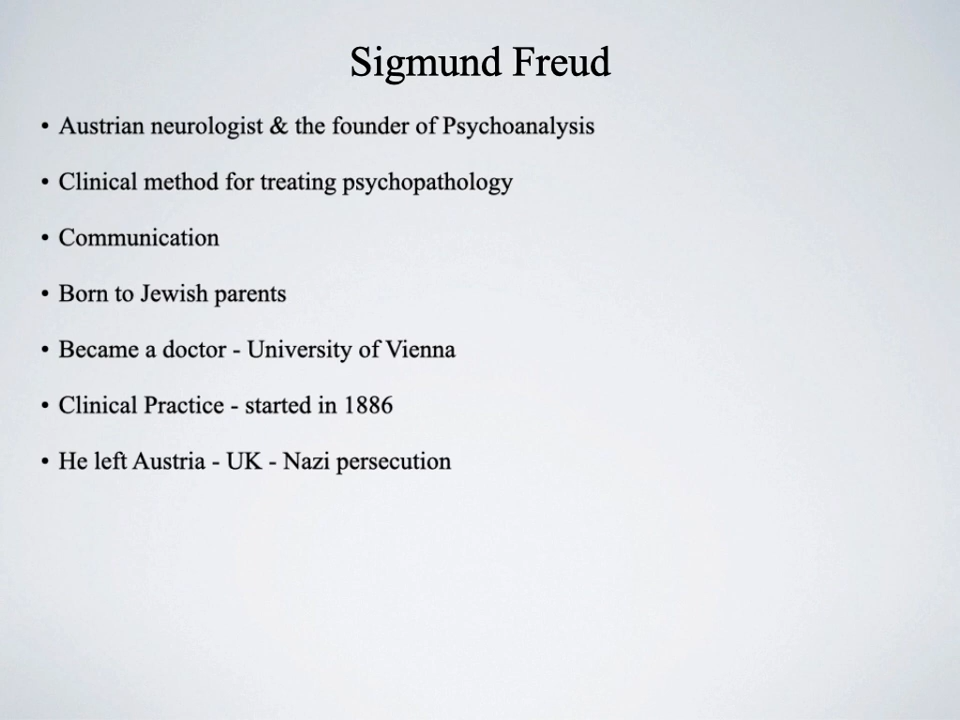 Sigmund Freud
• Austrian neurologist & the founder of Psychoanalysis
• Clinical method for treating psychopathology
• Communication
• Born to Jewish parents
• Became a doctor - University of Vienna
• Clinical Practice - started in 1886
• He left Austria - UK - Nazi persecution